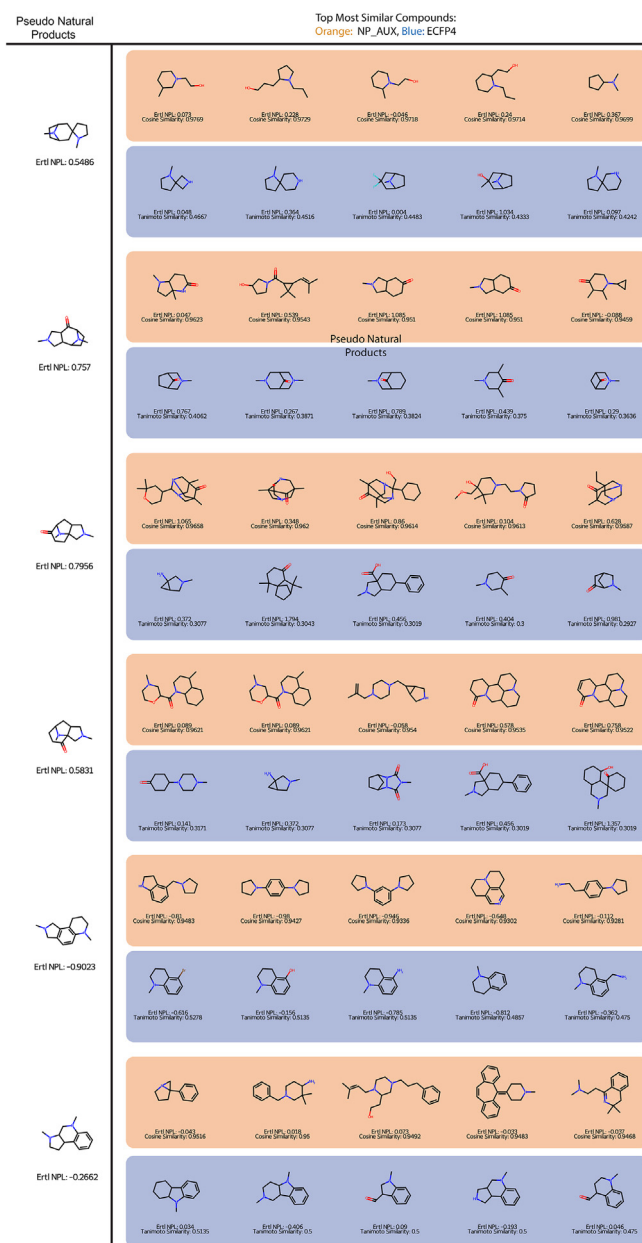 Pseudo Natural
Products
Top Most Similar Compounds:
Orange: NP_AUX, Blue: ECFP4
Ertl NPL: 0.073
Cosine Similarity: 0.9769
Ertl NPL: 0.228
Cosine Similarity: 0.9729
Ertl NPL: -0.046
Cosine Similarity: 0.9718
Ertl NPL: 0.24
Cosine Similarity: 0.9714
Ertl NPL: 0.367
Cosine Similarity: 0.9699
Ertl NPL: 0.5486
Ertl NPL: 0.048
Tanimoto Similarity: 0.4667
Ertl NPL: 0.364
Tanimoto Similarity: 0.4516
Ertl NPL: 0.004
Tanimoto Similarity: 0.4483
Ertl NPL: 1.034
Tanimoto Similarity: 0.4333
Ertl NPL: 0.097
Tanimoto Similarity: 0.4242
Ertl NPL: 0.047
Cosine Similarity: 0.9623
Ertl NPL: 0.539
Cosine Similarity: 0.9543
Ertl NPL: 1.085
Cosine Similarity: 0.951
Ertl NPL: 1.085
Cosine Similarity: 0.951
Ertl NPL: -0.088
Cosine Similarity: 0.9459
Ertl NPL: 0.757
Pseudo Natural
Products
Ertl NPL: 0.767
Tanimoto Similarity: 0.4062
Ertl NPL: 0.267
Tanimoto Similarity: 0.3871
Ertl NPL: 0.789
Tanimoto Similarity: 0.3824
Ertl NPL: 0.439
Tanimoto Similarity: 0.375
Ertl NPL: 0.29
Tanimoto Similarity: 0.3636
Ertl NPL: 1.065
Cosine Similarity: 0.9658
Ertl NPL: 0.348
Cosine Similarity: 0.962
Ertl NPL: 0.86
Cosine Similarity: 0.9614
Ertl NPL: 0.104
Cosine Similarity: 0.9613
Ertl NPL: 0.628
Cosine Similarity: 0.9587
Ertl NPL: 0.7956
Ertl NPL: 0.372
Tanimoto Similarity: 0.3077
Ertl NPL: 1.794
Tanimoto Similarity: 0.3043
Ertl NPL: 0.456
Tanimoto Similarity: 0.3019
Ertl NPL: 0.404
Tanimoto Similarity: 0.3
Ertl NPL: 0.981
Tanimoto Similarity: 0.2927
Ertl NPL: 0.089
Cosine Similarity: 0.9621
Ertl NPL: 0.089
Cosine Similarity: 0.9621
Ertl NPL: -0.068
Cosine Similarity: 0.954
Ertl NPL: 0.578
Cosine Similarity: 0.9535
Ertl NPL: 0.758
Cosine Similarity: 0.9522
Ertl NPL: 0.5831
Ertl NPL: 0.141
Tanimoto Similarity: 0.3171
Ertl NPL: 0.372
Tanimoto Similarity: 0.3077
Ertl NPL: 0.173
Tanimoto Similarity: 0.3077
Ertl NPL: 0.456
Tanimoto Similarity: 0.3019
Ertl NPL: 1.357
Tanimoto Similarity: 0.3019
Ertl NPL: -0.81
Cosine Similarity: 0.9483
Ertl NPL: -0.98
Cosine Similarity: 0.9427
Ertl NPL: -0.946
Cosine Similarity: 0.9336
Ertl NPL: -0.648
Cosine Similarity: 0.9302
Ertl NPL: -0.112
Cosine Similarity: 0.9281
Ertl NPL: -0.9023
Ertl NPL: -0.616
Tanimoto Similarity: 0.5278
Ertl NPL: -0.156
Tanimoto Similarity: 0.5135
Ertl NPL: -0.785
Tanimoto Similarity: 0.5135
Ertl NPL: -0.812
Tanimoto Similarity: 0.4857
Ertl NPL: -0.362
Tanimoto Similarity: 0.475
Ertl NPL: -0.043
Cosine Similarity: 0.9516
Ertl NPL: 0.018
Cosine Similarity: 0.95
Ertl NPL: 0.073
Cosine Similarity: 0.9492
Ertl NPL: -0.033
Cosine Similarity: 0.9483
Ertl NPL: -0.037
Cosine Similarity: 0.9468
Ertl NPL: -0.2662
Ertl NPL: 0.034
Tanimoto Similarity: 0.5135
Ertl NPL: -0.406
Tanimoto Similarity: 0.5
Ertl NPL: 0.09
Tanimoto Similarity: 0.5
Ertl NPL: -0.193
Tanimoto Similarity: 0.5
Ertl NPL: 0.046
Tanimoto Similarity: 0.475